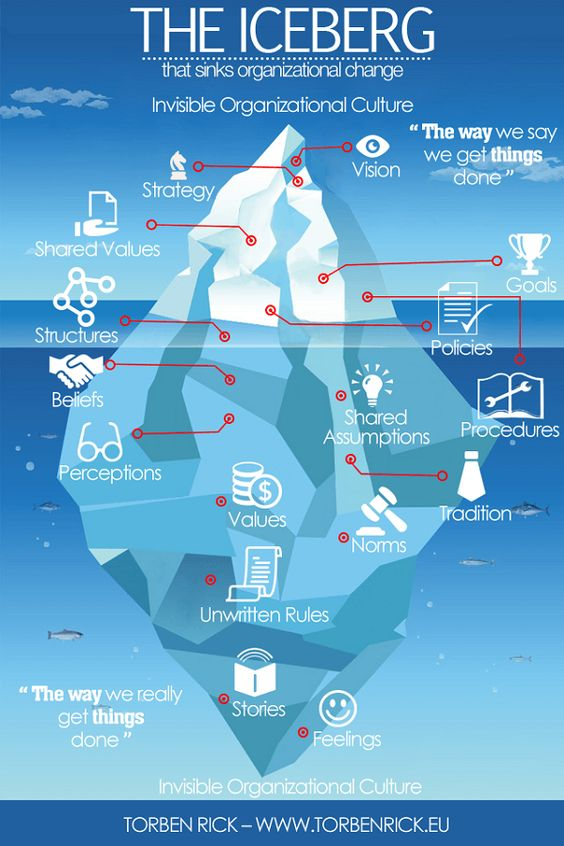 THE ICEBERG
that sinks organizational change
Invisible Organizational Culture
“ The way we say
we get things
done ”
Vision
Strategy
Shared Values
Goals
Structures
Policies
Beliefs
Shared
Assumptions
Procedures
Perceptions
Tradition
Values
Norms
Unwritten Rules
“ The way we really
get things
done ”
Stories
Feelings
Invisible Organizational Culture
TORBEN RICK – WWW.TORBENRICK.EU